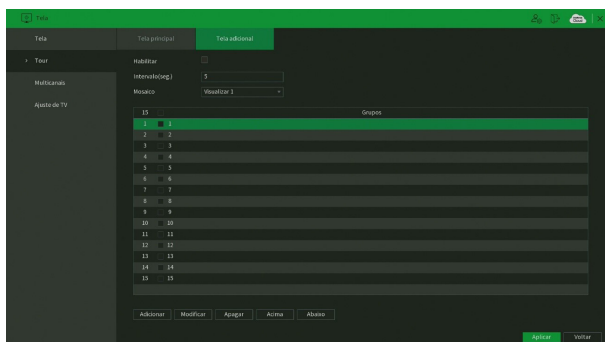 Tela
Tela
Tour
Multicanais
Ajuste de TV
Tela principal Tela adicional
Habilitar
Intervalo(seg.) 5
Mosaico Visualizar 1
15 Grupos
1 1
2 2
3 3
4 4
5 5
6 6
7 7
8 8
9 9
10 10
11 11
12 12
13 13
14 14
15 15
Adicionar Modificar Apagar Acima Abaixo
Aplicar Voltar